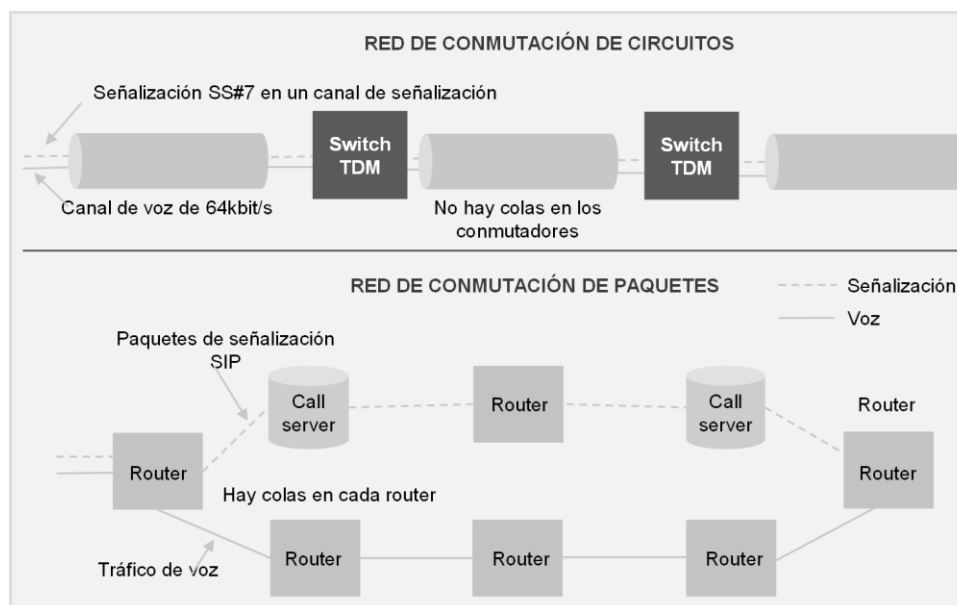 RED DE CONMUTACIÓN DE CIRCUITOS
Señalización SS#7 en un canal de señalización
Switch
TDM
Switch
TDM
Canal de voz de 64kbit/s
No hay colas en los
conmutadores
RED DE CONMUTACIÓN DE PAQUETES
Señalización
Voz
Paquetes de señalización
SIP
Call
server
Router
Call
server
Router
Router
Router
Hay colas en cada router
Router
Router
Router
Tráfico de voz